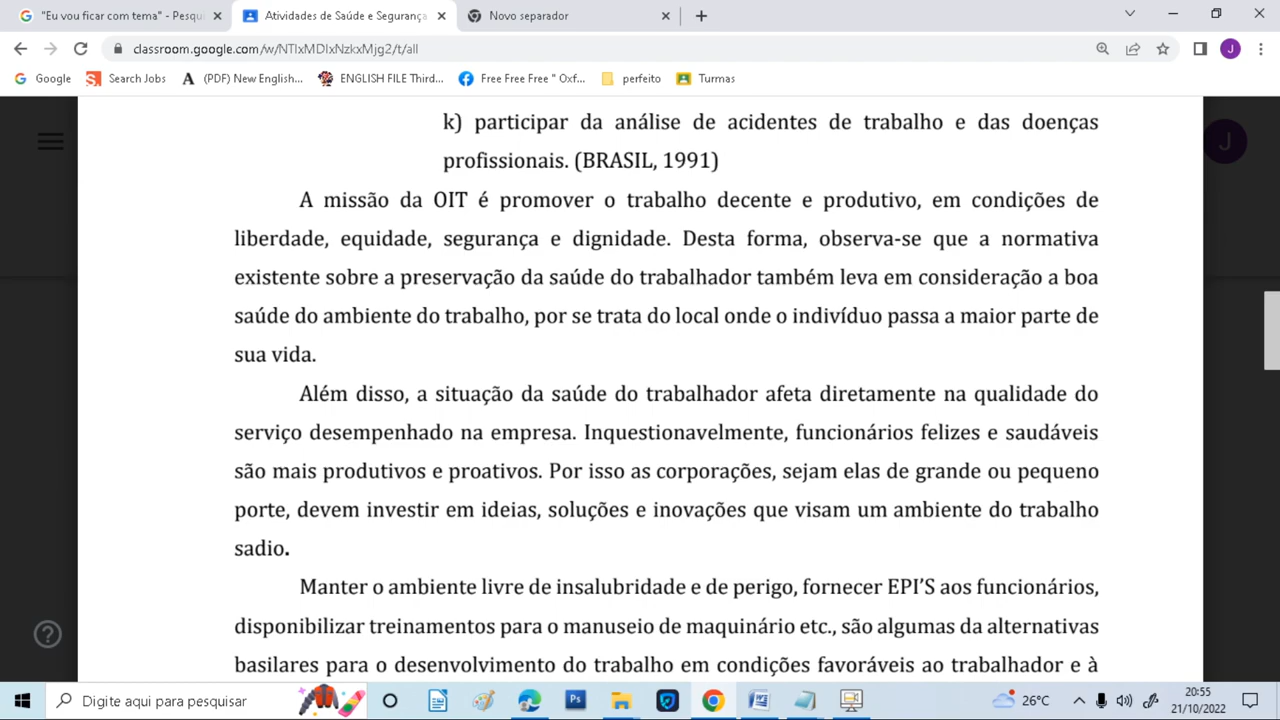 "Eu vou ficar com tema" - Pesqu
Atividades de Saúde e Segurança
Novo separador
classroom.google.com/w/NTIxMDIxNzkxMjg2/t/all
J
Google
Search Jobs
(PDF) New English...
ENGLISH FILE Third...
Free Free Free " Oxf...
perfeito
Turmas
J
k) participar da análise de acidentes de trabalho e das doenças
profissionais. (BRASIL, 1991)
A missão da OIT é promover o trabalho decente e produtivo, em condições de
liberdade, equidade, segurança e dignidade. Desta forma, observa-se que a normativa
existente sobre a preservação da saúde do trabalhador também leva em consideração a boa
saúde do ambiente do trabalho, por se trata do local onde o indivíduo passa a maior parte de
sua vida.
Além disso, a situação da saúde do trabalhador afeta diretamente na qualidade do
serviço desempenhado na empresa. Inquestionavelmente, funcionários felizes e saudáveis
são mais produtivos e proativos. Por isso as corporações, sejam elas de grande ou pequeno
porte, devem investir em ideias, soluções e inovações que visam um ambiente do trabalho
sadio.
Manter o ambiente livre de insalubridade e de perigo, fornecer EPI'S aos funcionários,
disponibilizar treinamentos para o manuseio de maquinário etc., são algumas da alternativas
basilares para o desenvolvimento do trabalho em condições favoráveis ao trabalhador e à
Digite aqui para pesquisar
Ps
26°C
20:55
21/10/2022